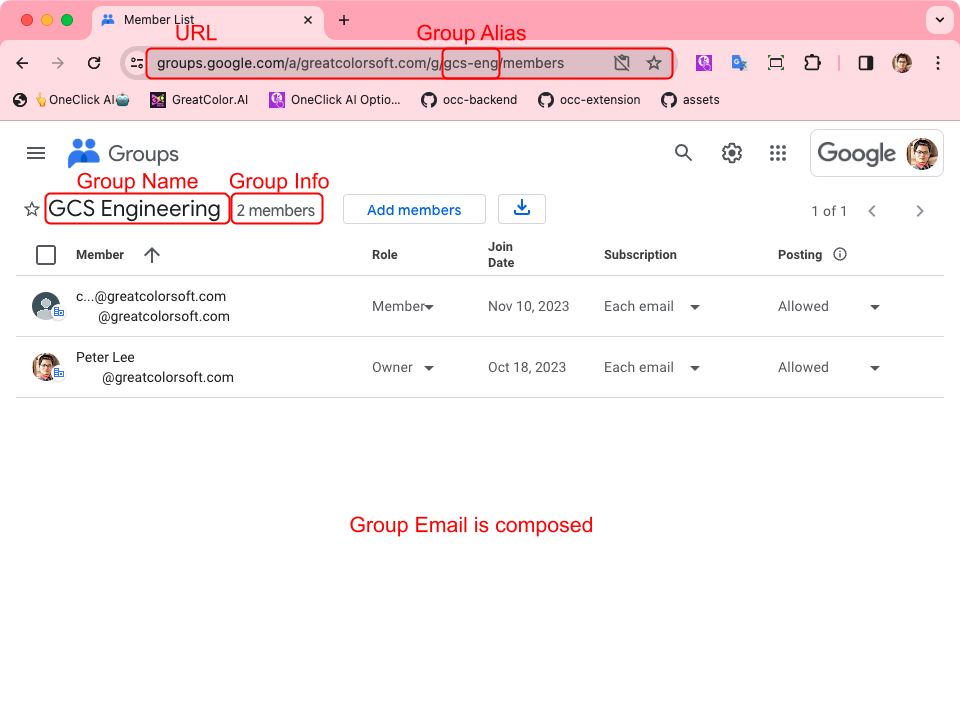 Member List
URL
Group Alias
groups.google.com/a/greatcolorsoft.com/g/gcs-eng/members
OneClick AI
GreatColor.AI
OneClick AI Optio...
occ-backend
occ-extension
assets
Groups
Google
Group Name
Group Info
GCS Engineering
2 members
Add members
1 of 1
Member
Role
Join Date
Subscription
Posting
c...@greatcolorsoft.com
@greatcolorsoft.com
Member
Nov 10, 2023
Each email
Allowed
Peter Lee
@greatcolorsoft.com
Owner
Oct 18, 2023
Each email
Allowed
Group Email is composed